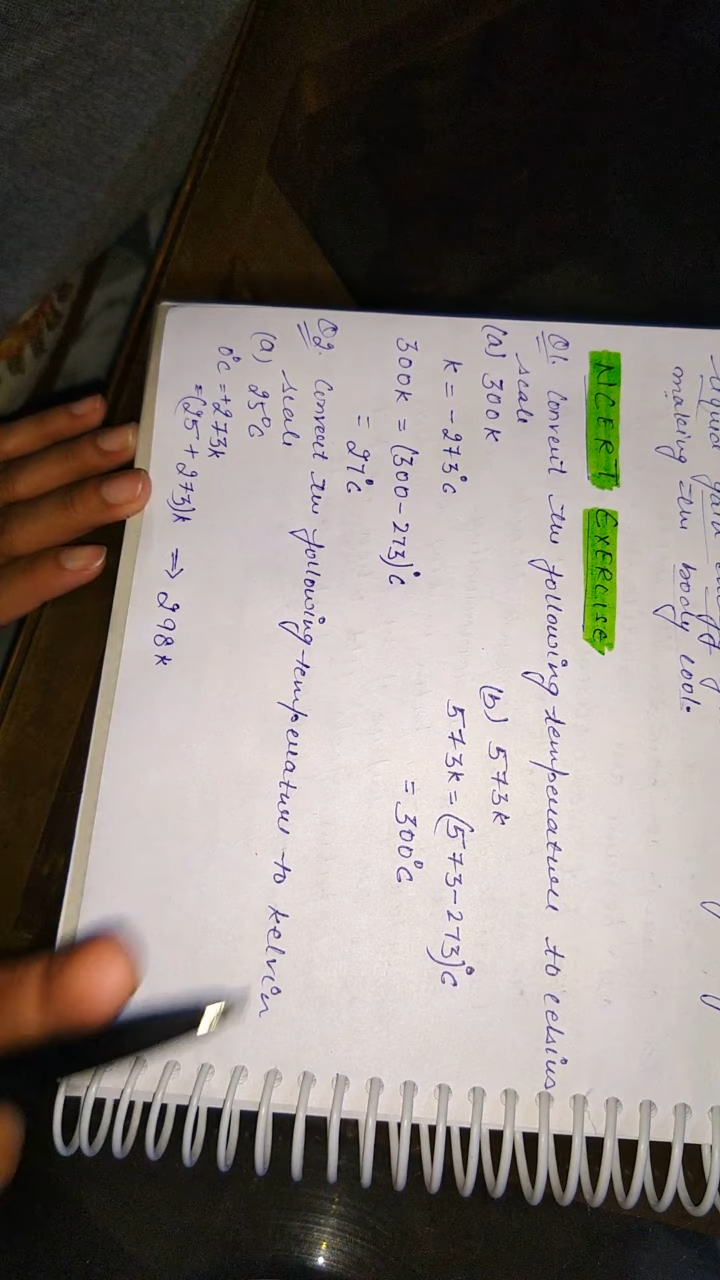 making the body cool.
NCERT EXERCISE
Q1. Convert the following temperature to celsius
scale
(a) 300K
(b) 573K
K = -273°C
573K = (573-273)°C
300K = (300-273)°C
= 300°C
= 27°C
Q2. Convert the following temperature to kelvin
scale
(a) 25°C
0°C = +273K
= (25+273)K ⇒ 298K